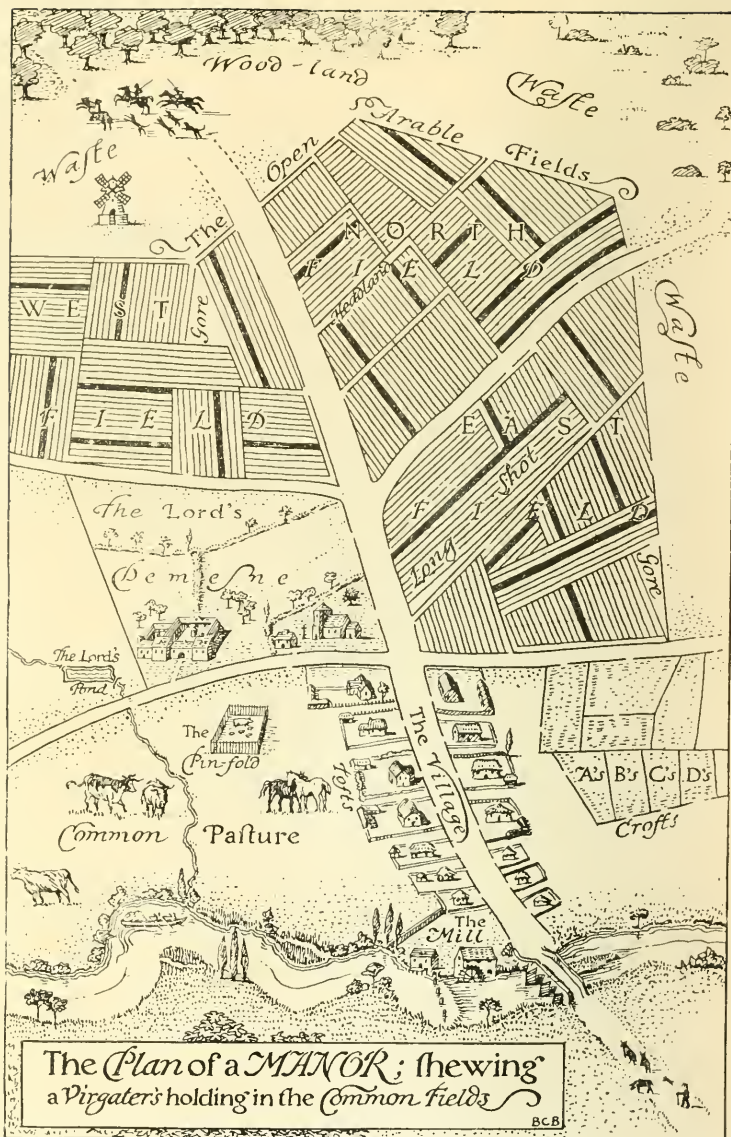 Wood-land
Waſte
Waſte
The Open Arable Fields
NORTH
FIELD
Headland
WEST
FIELD
Gore
Waſte
EAST
FIELD
Long Shot
Gore
The Lord's
Demeſne
The Lord's
Pond
The
Pin-fold
Tofts
The Village
A's B's C's D's
Crofts
Common Paſture
The
Mill
The Plan of a MANOR; ſhewing
a Virgater's holding in the Common Fields
BCB